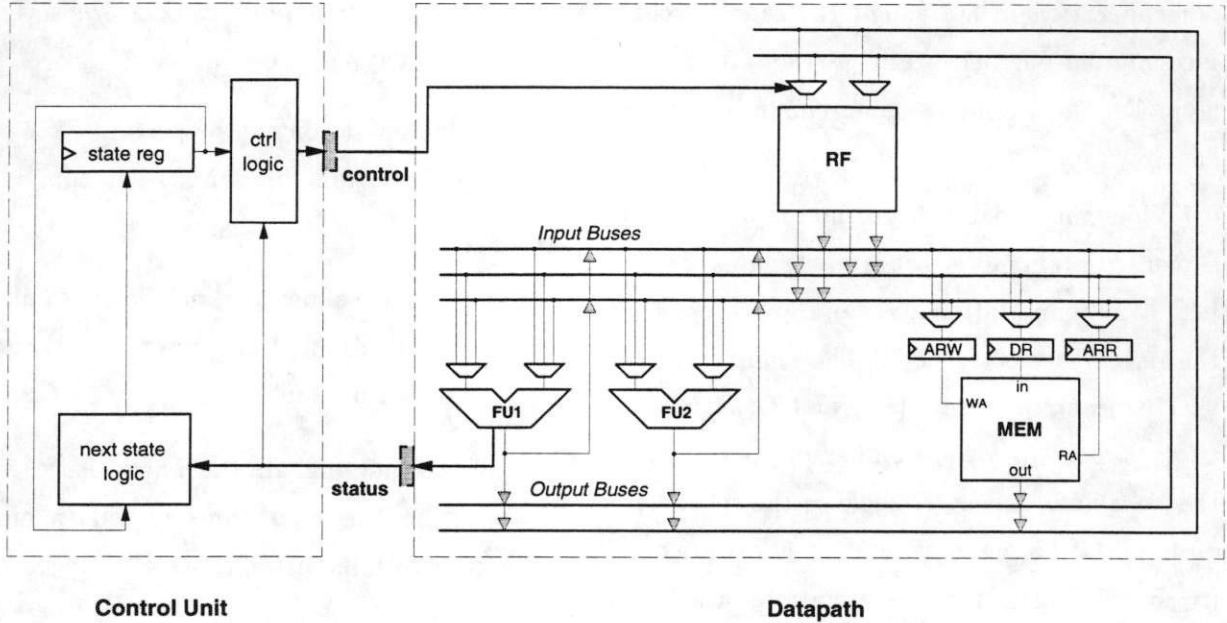 state reg
ctrl
logic
control
RF
Input Buses
ARW
DR
ARR
in
WA
MEM
RA
out
FU1
FU2
next state
logic
status
Output Buses
Control Unit
Datapath